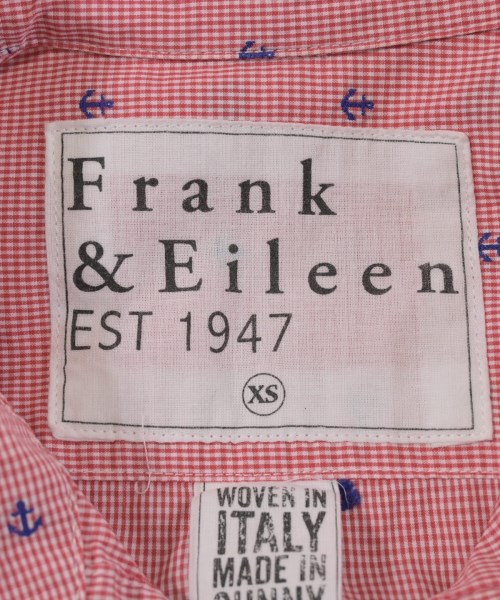 Frank
& Eileen
EST 1947
XS
WOVEN IN
ITALY
MADE IN